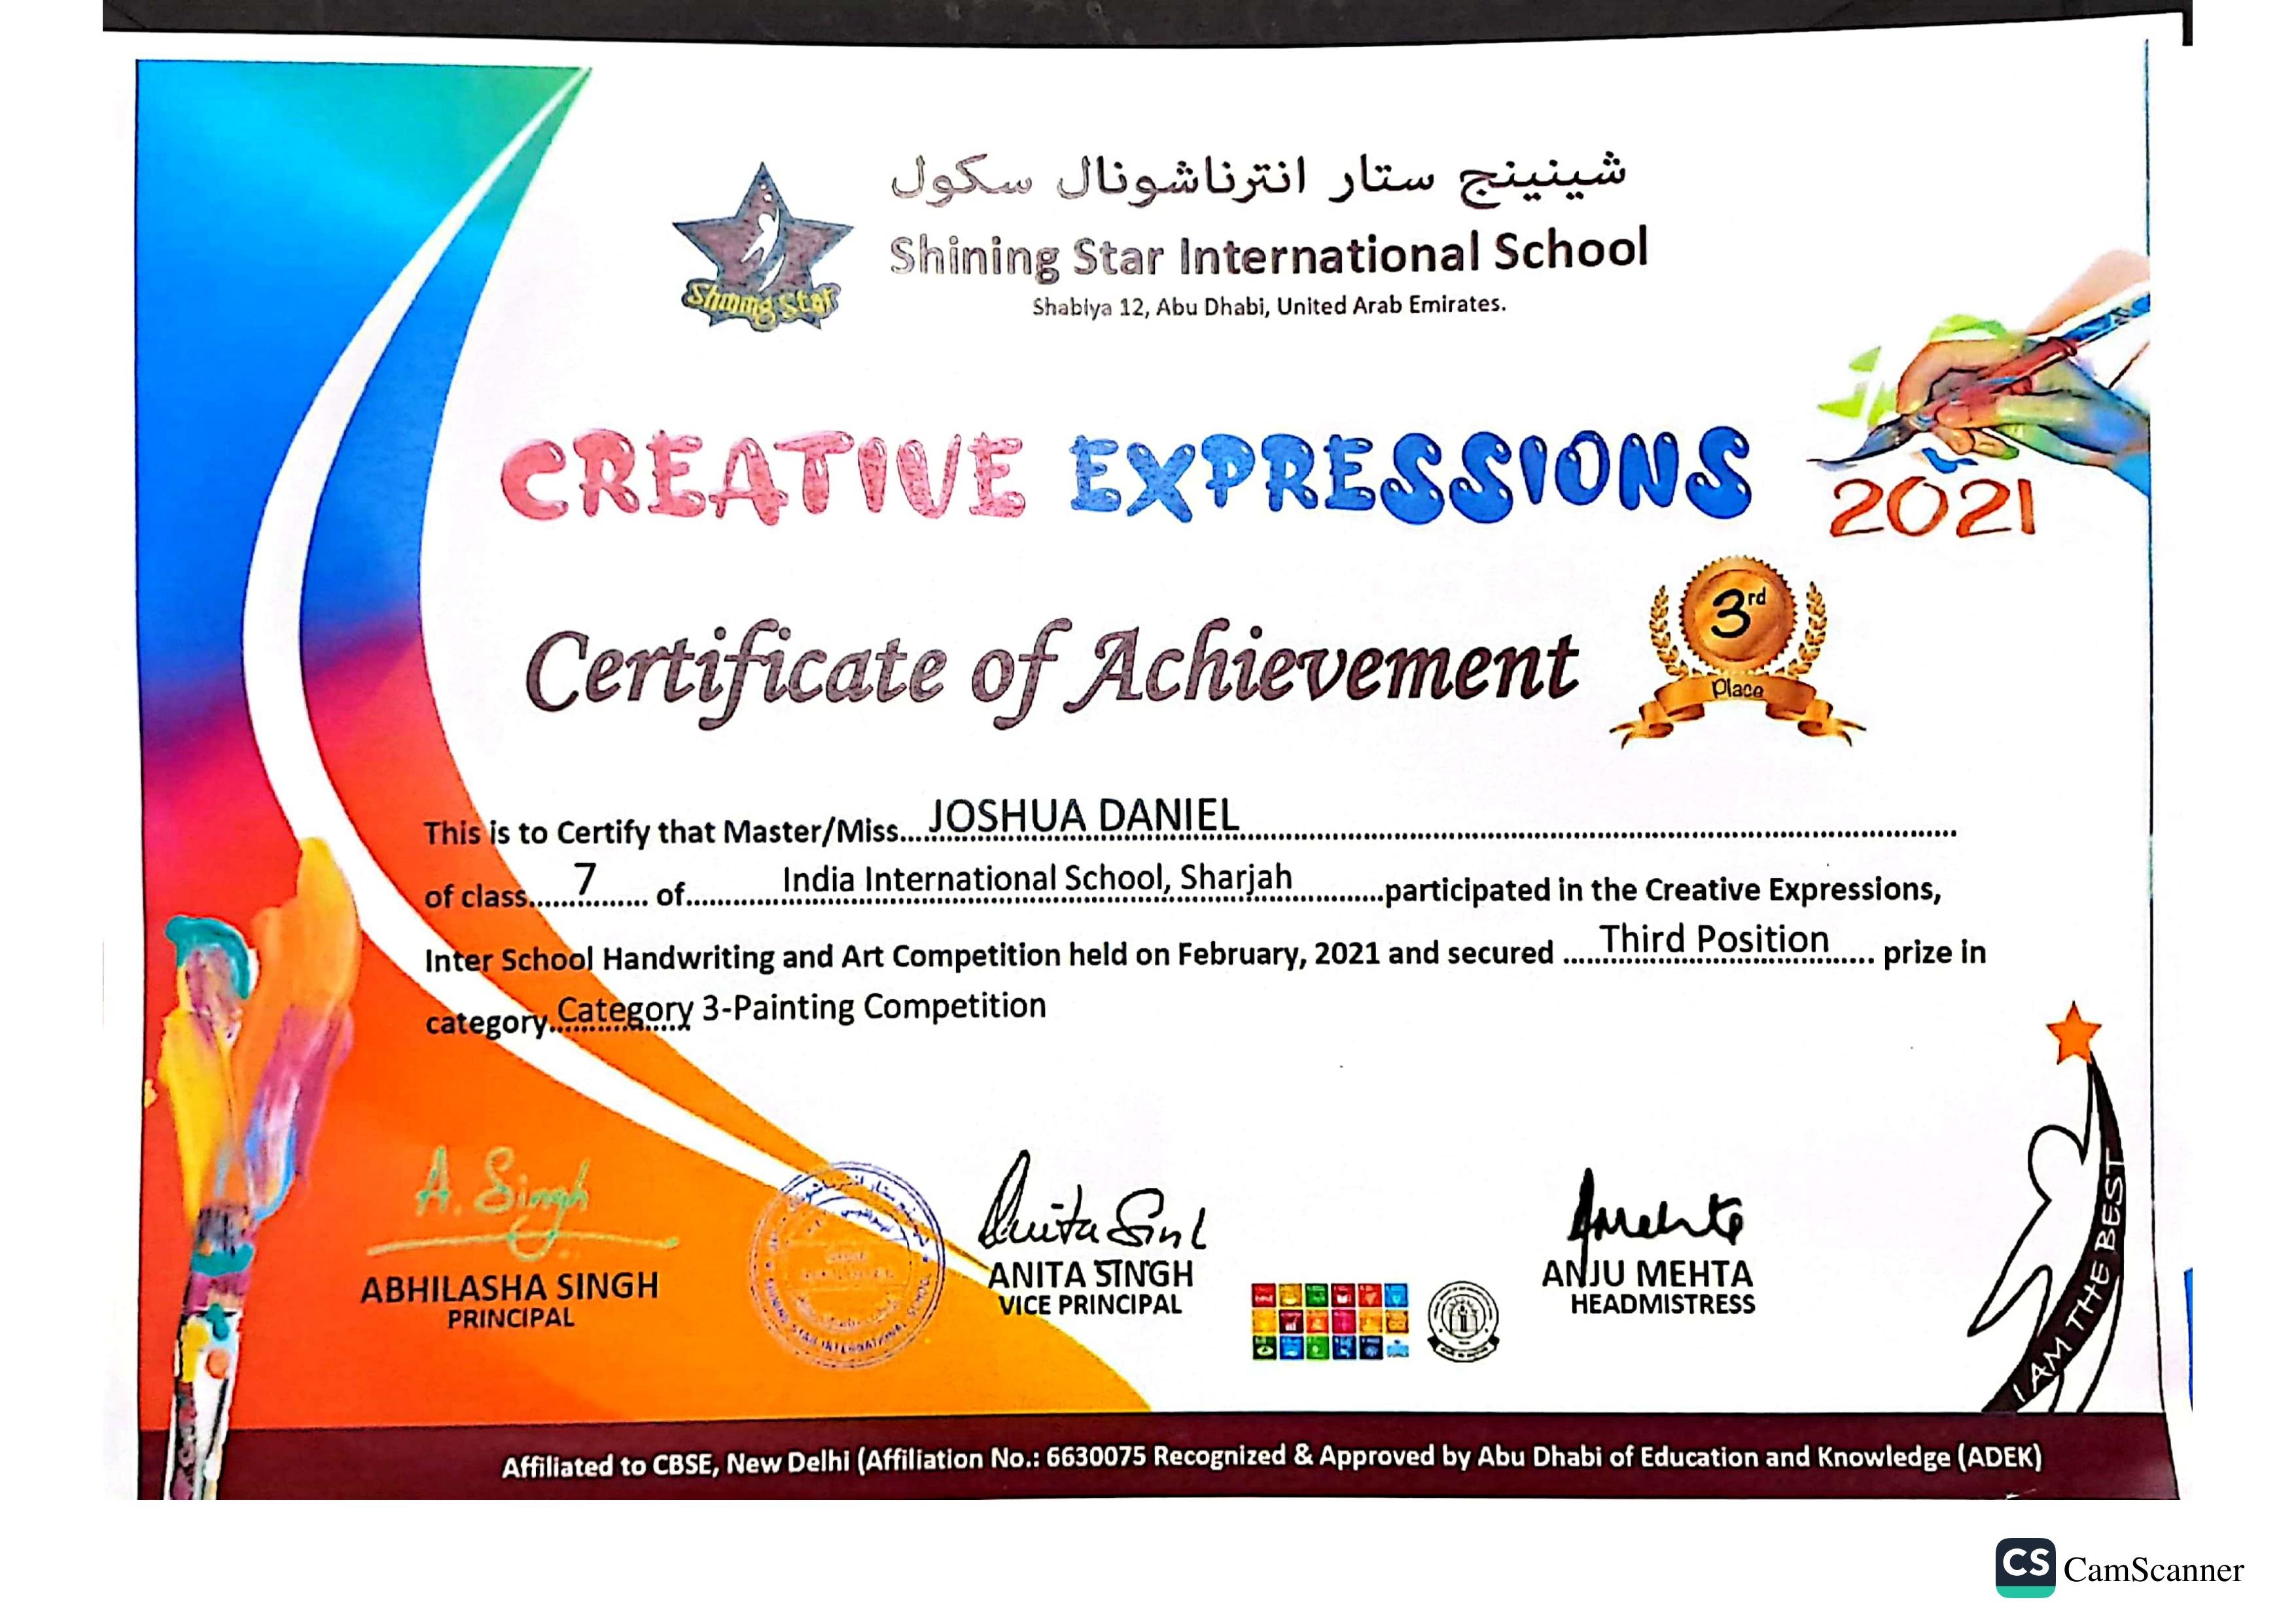 شينينج ستار انترناشونال سكول
Shining Star International School
Shabiya 12, Abu Dhabi, United Arab Emirates.
Shining Star
CREATIVE EXPRESSIONS
2021
Certificate of Achievement
3rd
Place
This is to Certify that Master/Miss...JOSHUA DANIEL
of class.......7....... of.......India International School, Sharjah.......participated in the Creative Expressions,
Inter School Handwriting and Art Competition held on February, 2021 and secured .....Third Position..... prize in
category..Category 3-Painting Competition
A. Singh
ABHILASHA SINGH
PRINCIPAL
SHINING STAR INTERNATIONAL SCHOOL
Anita
ANITA SINGH
VICE PRINCIPAL
AMehta
ANJU MEHTA
HEADMISTRESS
I AM THE BEST
Affiliated to CBSE, New Delhi (Affiliation No.: 6630075 Recognized & Approved by Abu Dhabi of Education and Knowledge (ADEK)
CS CamScanner